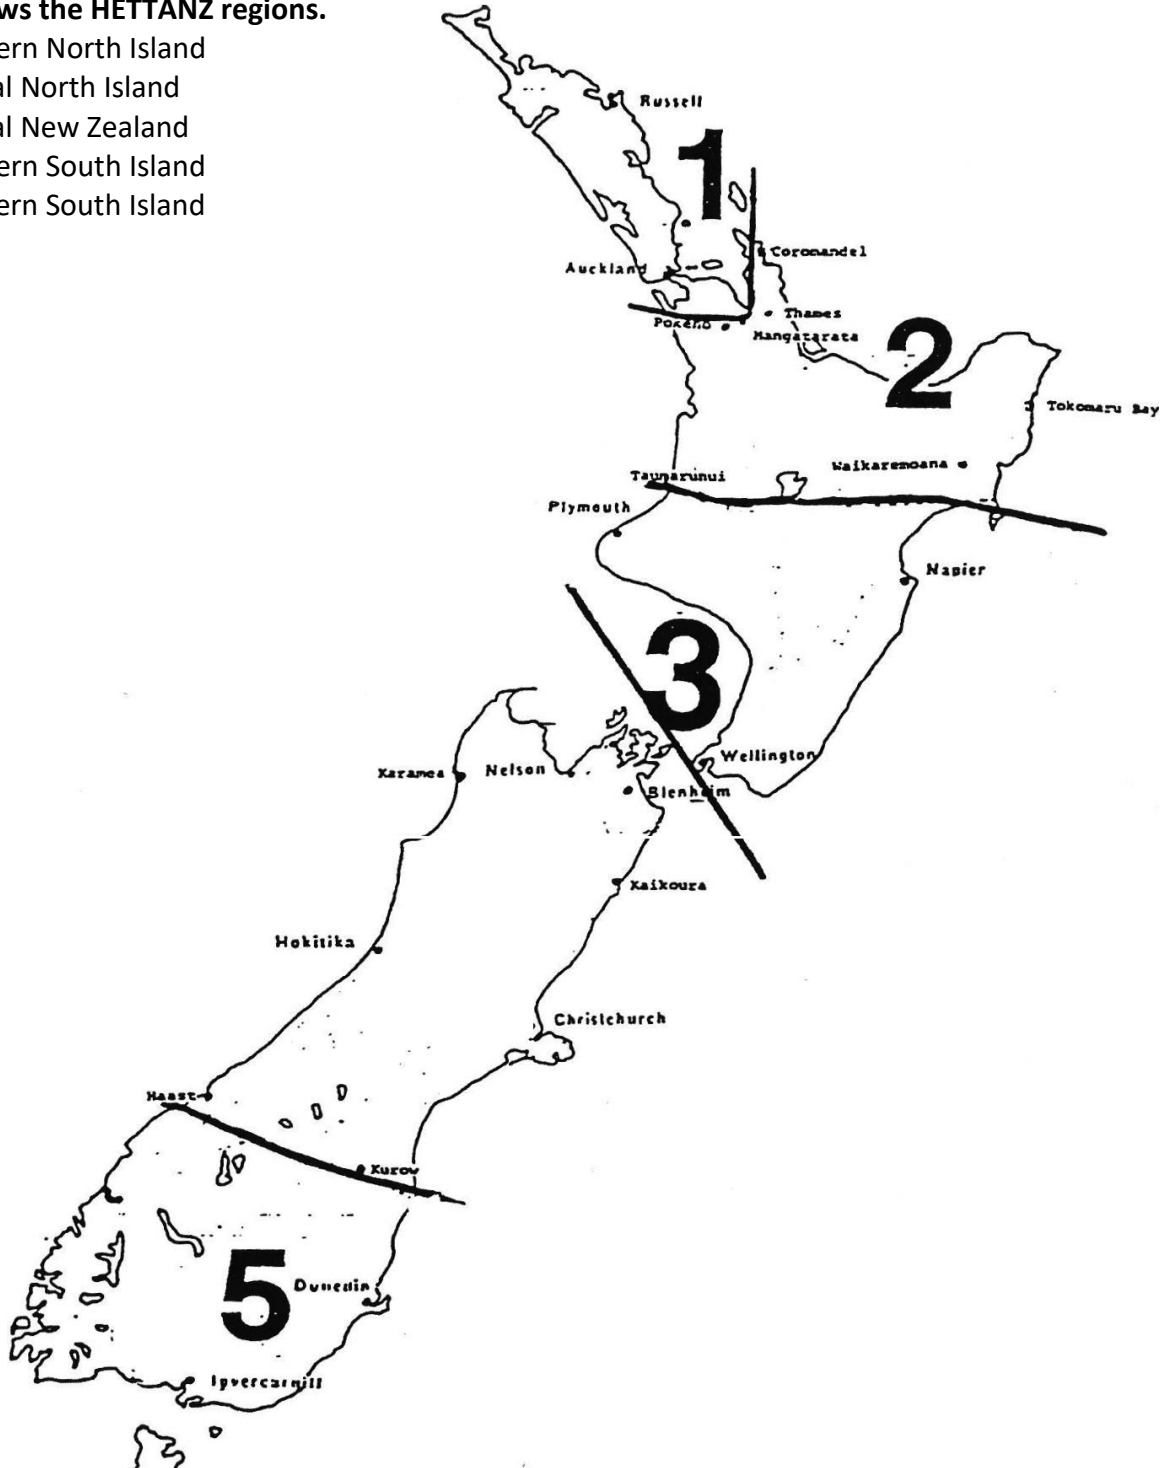 ws the HETTANZ regions.
ern North Island
al North Island
al New Zealand
ern South Island
ern South Island
Russell
1
Coromandel
Auckland
Thames
Pokeno
Mangatarata
2
Tokomaru Bay
Waikaremoana
Taumarunui
Plymouth
Napier
3
Wellington
Karamea
Nelson
Blenheim
Kaikoura
Hokitika
Christchurch
Haast
Kurow
5
Dunedin
Invercargill